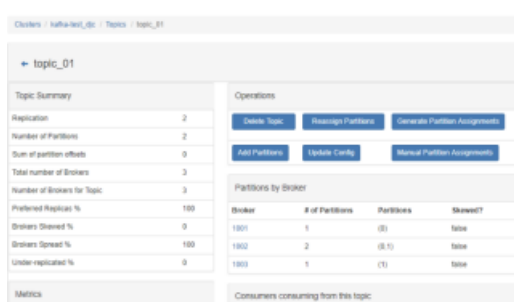 Clusters / kafka-test_djc / Topics / topic_01
← topic_01
Topic Summary
Replication 2
Number of Partitions 2
Sum of partition offsets 0
Total number of Brokers 3
Number of Brokers for Topic 3
Preferred Replicas % 100
Brokers Skewed % 0
Brokers Spread % 100
Under-replicated % 0
Metrics
Operations
Delete Topic Reassign Partitions Generate Partition Assignments
Add Partitions Update Config Manual Partition Assignments
Partitions by Broker
Broker # of Partitions Partitions Skewed?
1001 1 (0) false
1002 2 (0,1) false
1003 1 (1) false
Consumers consuming from this topic